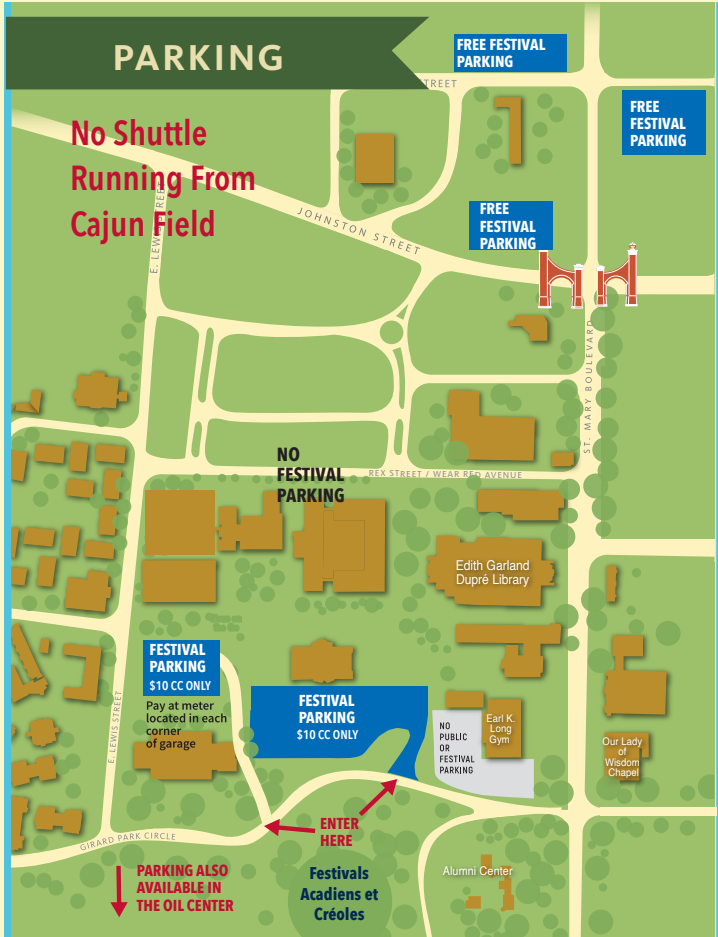 PARKING
FREE FESTIVAL
PARKING
STREET
FREE
FESTIVAL
PARKING
No Shuttle
Running From
Cajun Field
E. LEWIS STREET
JOHNSTON STREET
FREE
FESTIVAL
PARKING
ST. MARY BOULEVARD
NO
FESTIVAL
PARKING
REX STREET / WEAR RED AVENUE
Edith Garland
Dupré Library
FESTIVAL
PARKING
$10 CC ONLY
Pay at meter
located in each
corner
of garage
FESTIVAL
PARKING
$10 CC ONLY
NO
PUBLIC
OR
FESTIVAL
PARKING
Earl K.
Long
Gym
Our Lady
of
Wisdom
Chapel
E. LEWIS STREET
GIRARD PARK CIRCLE
ENTER
HERE
PARKING ALSO
AVAILABLE IN
THE OIL CENTER
Festivals
Acadiens et
Créoles
Alumni Center